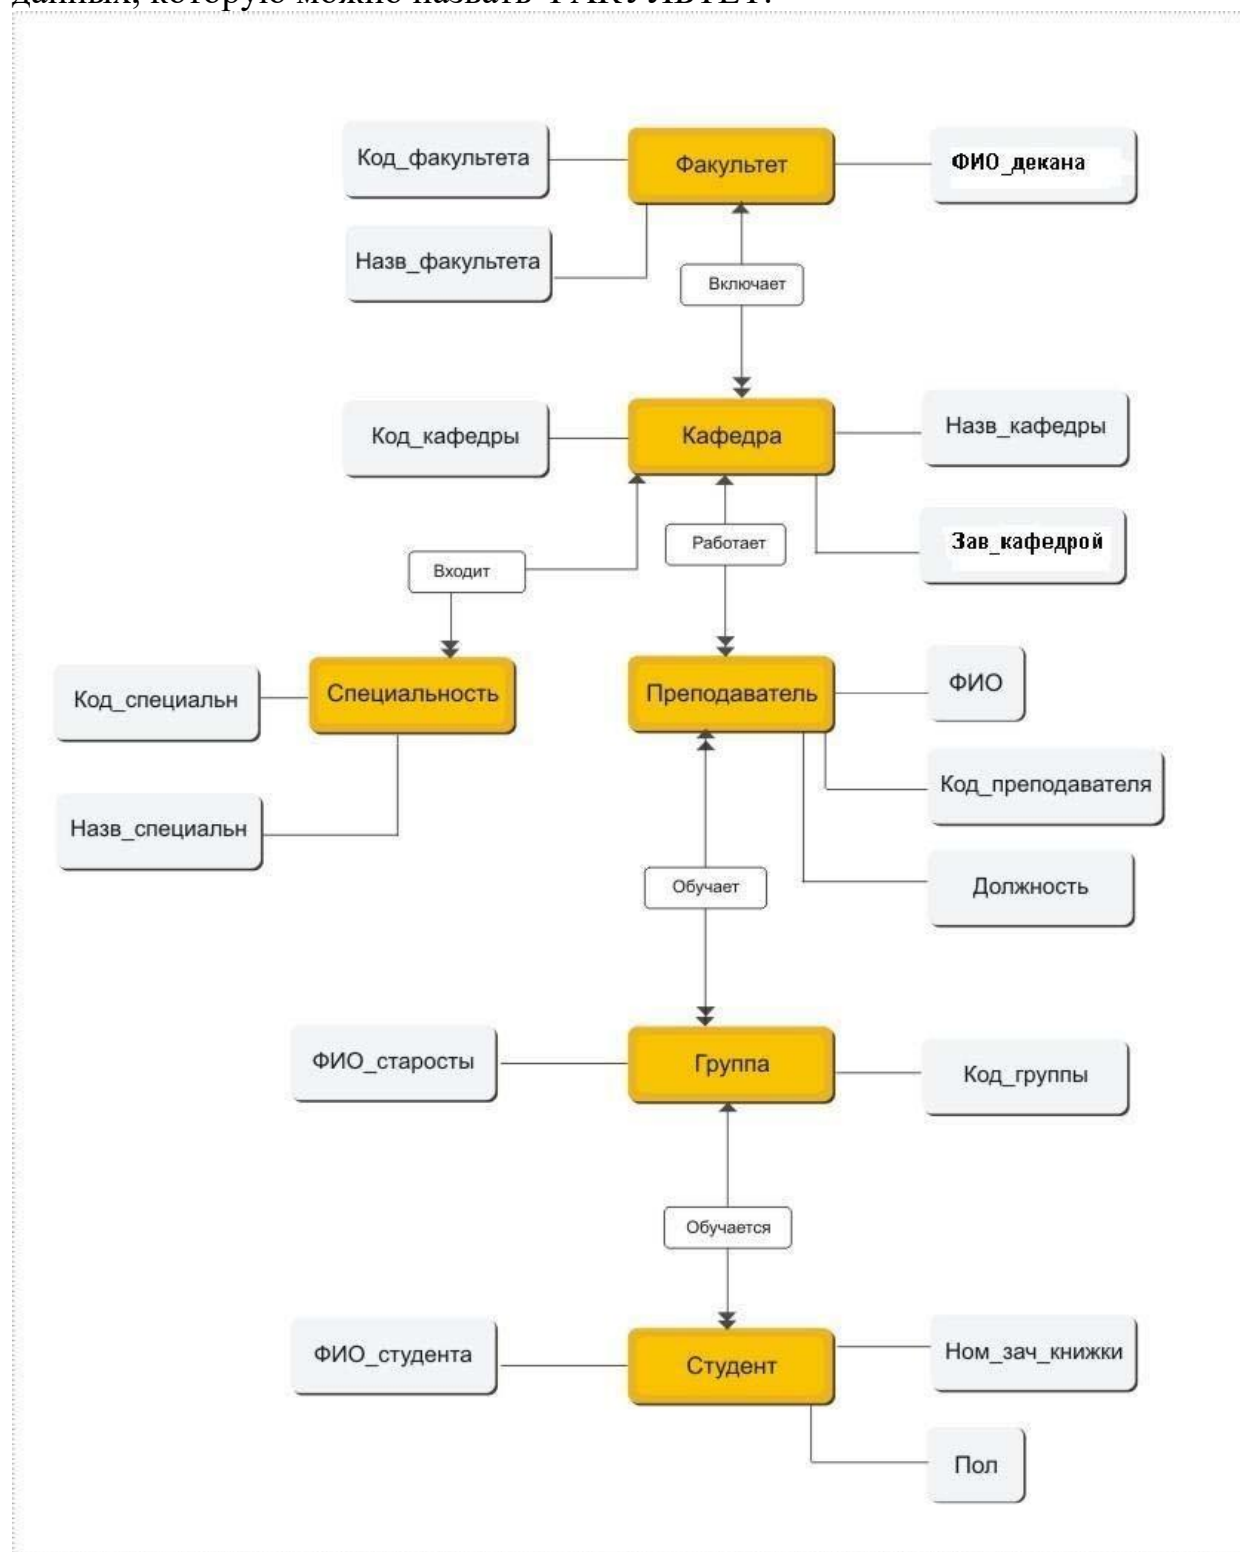 данных, которую можно назвать ФАКУЛЬТЕТ.
Код_факультета
Факультет
ФИО_декана
Назв_факультета
Включает
Код_кафедры
Кафедра
Назв_кафедры
Работает
Зав_кафедрой
Входит
Код_специальн
Специальность
Преподаватель
ФИО
Код_преподавателя
Назв_специальн
Обучает
Должность
ФИО_старосты
Группа
Код_группы
Обучается
ФИО_студента
Студент
Ном_зач_книжки
Пол